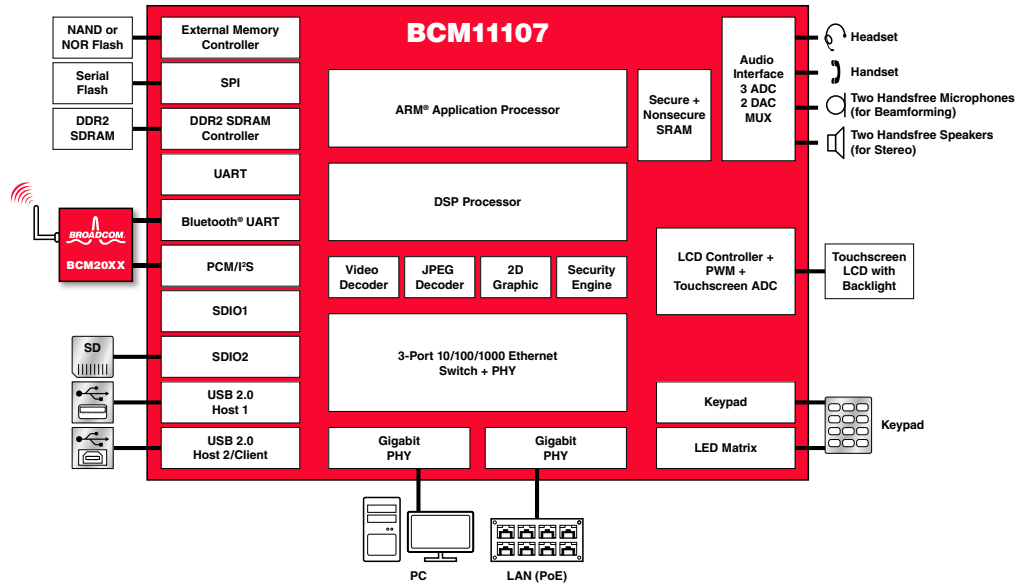 BCM11107
NAND or
NOR Flash
Serial
Flash
DDR2
SDRAM
BROADCOM.
BCM20XX
SD
External Memory
Controller
SPI
DDR2 SDRAM
Controller
UART
Bluetooth® UART
PCM/I²S
SDIO1
SDIO2
USB 2.0
Host 1
USB 2.0
Host 2/Client
ARM® Application Processor
DSP Processor
Video
Decoder
JPEG
Decoder
2D
Graphic
Security
Engine
3-Port 10/100/1000 Ethernet
Switch + PHY
Gigabit
PHY
Gigabit
PHY
Secure +
Nonsecure
SRAM
Audio
Interface
3 ADC
2 DAC
MUX
LCD Controller +
PWM +
Touchscreen ADC
Keypad
LED Matrix
Headset
Handset
Two Handsfree Microphones
(for Beamforming)
Two Handsfree Speakers
(for Stereo)
Touchscreen
LCD with
Backlight
Keypad
PC
LAN (PoE)